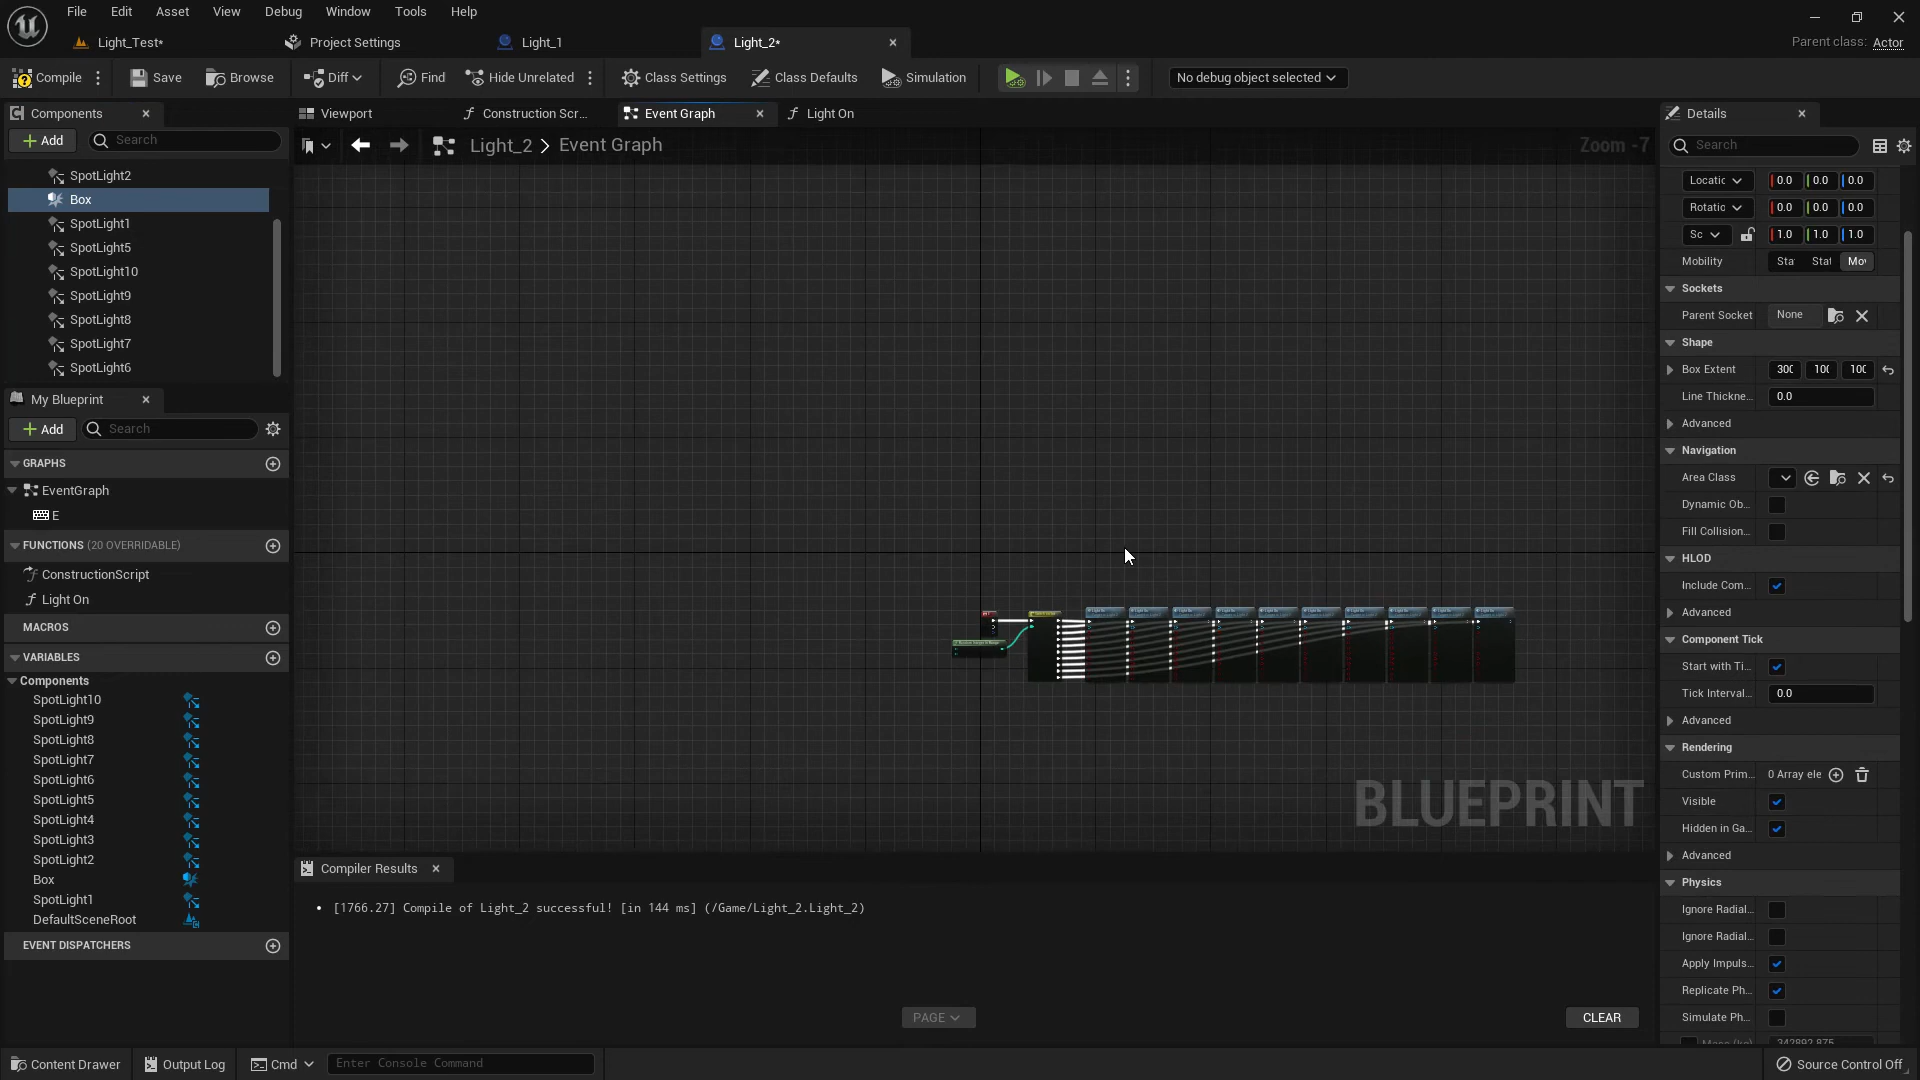 File Edit Asset View Debug Window Tools Help
Light_Test* Project Settings Light_1 Light_2*
Parent class: Actor
Compile Save Browse Diff Find Hide Unrelated Class Settings Class Defaults Simulation No debug object selected
Components
Add Search
SpotLight2
Box
SpotLight1
SpotLight5
SpotLight10
SpotLight9
SpotLight8
SpotLight7
SpotLight6
My Blueprint
Add Search
GRAPHS
EventGraph
E
FUNCTIONS (20 OVERRIDABLE)
ConstructionScript
Light On
MACROS
VARIABLES
Components
SpotLight10
SpotLight9
SpotLight8
SpotLight7
SpotLight6
SpotLight5
SpotLight4
SpotLight3
SpotLight2
Box
SpotLight1
DefaultSceneRoot
EVENT DISPATCHERS
Viewport Construction Scr... Event Graph Light On
Light_2 > Event Graph
Zoom -7
BLUEPRINT
Compiler Results
• [1766.27] Compile of Light_2 successful! [in 144 ms] (/Game/Light_2.Light_2)
PAGE
CLEAR
Details
Search
Locatic 0.0 0.0 0.0
Rotatic 0.0 0.0 0.0
Sc 1.0 1.0 1.0
Mobility Sta Stat Mov
Sockets
Parent Socket None
Shape
Box Extent 300 100 100
Line Thickne... 0.0
Advanced
Navigation
Area Class
Dynamic Ob...
Fill Collision...
HLOD
Include Com...
Advanced
Component Tick
Start with Ti...
Tick Interval... 0.0
Advanced
Rendering
Custom Prim... 0 Array ele
Visible
Hidden in Ga...
Advanced
Physics
Ignore Radial...
Ignore Radial...
Apply Impuls...
Replicate Ph...
Simulate Ph...
Content Drawer Output Log Cmd Enter Console Command
Source Control Off